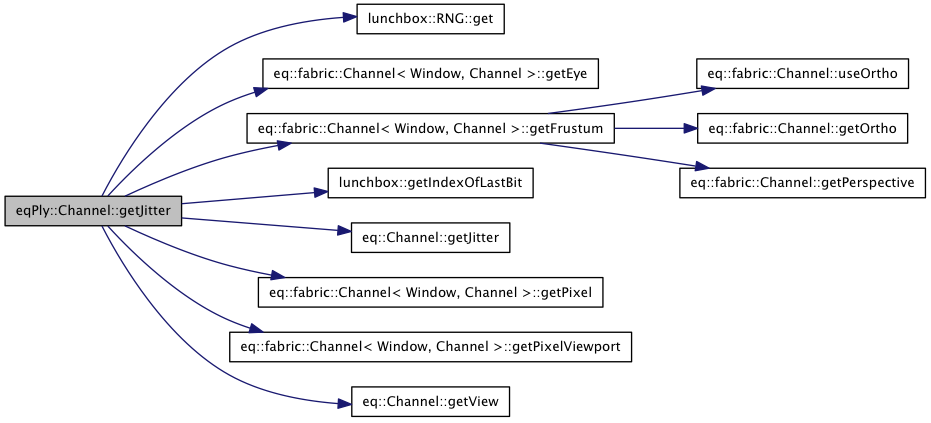 lunchbox::RNG::get
eq::fabric::Channel< Window, Channel >::getEye
eq::fabric::Channel::useOrtho
eq::fabric::Channel< Window, Channel >::getFrustum
eq::fabric::Channel::getOrtho
lunchbox::getIndexOfLastBit
eq::fabric::Channel::getPerspective
eqPly::Channel::getJitter
eq::Channel::getJitter
eq::fabric::Channel< Window, Channel >::getPixel
eq::fabric::Channel< Window, Channel >::getPixelViewport
eq::Channel::getView